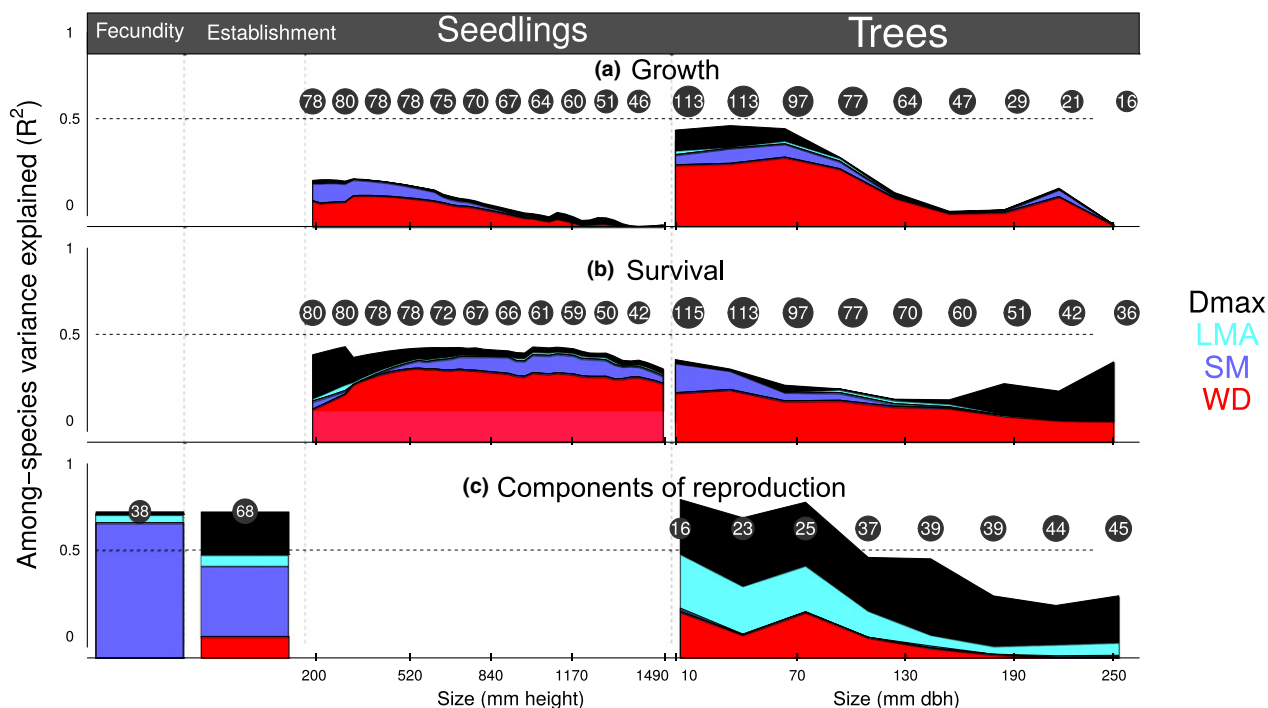 Fecundity Establishment Seedlings Trees
Among-species variance explained (R2)
(a) Growth
1
0.5
0
78 80 78 78 75 70 67 64 60 51 46 113 113 97 77 64 47 29 21 16
(b) Survival
1
0.5
0
80 80 78 78 72 67 66 61 59 50 42 115 113 97 77 70 60 51 42 36
Dmax
LMA
SM
WD
(c) Components of reproduction
1
0.5
0
38 68 16 23 25 37 39 39 44 45
200 520 840 1170 1490 10 70 130 190 250
Size (mm height) Size (mm dbh)